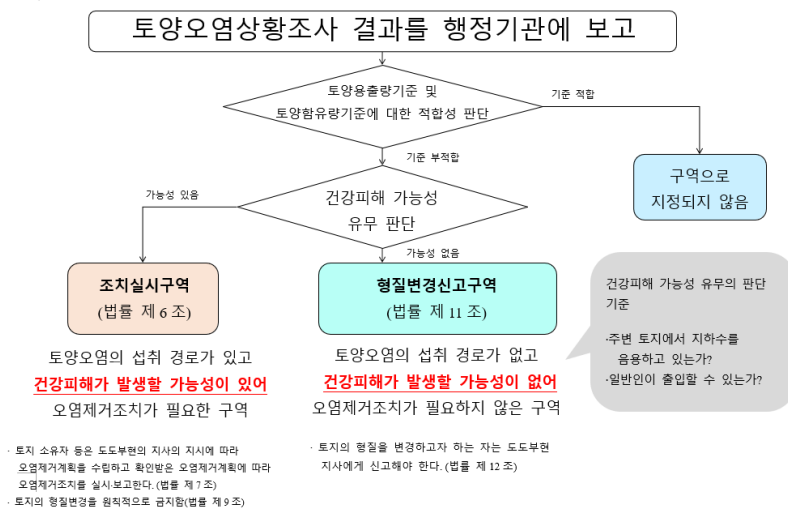 토양오염상황조사 결과를 행정기관에 보고
토양용출량기준 및
토양함유량기준에 대한 적합성 판단
기준 적합
기준 부적합
구역으로
지정되지 않음
가능성 있음
건강피해 가능성
유무 판단
가능성 없음
조치실시구역
(법률 제 6 조)
형질변경신고구역
(법률 제 11 조)
건강피해 가능성 유무의 판단
기준
·주변 토지에서 지하수를
음용하고 있는가?
·일반인이 출입할 수 있는가?
토양오염의 섭취 경로가 있고
건강피해가 발생할 가능성이 있어
오염제거조치가 필요한 구역
토양오염의 섭취 경로가 없고
건강피해가 발생할 가능성이 없어
오염제거조치가 필요하지 않은 구역
· 토지 소유자 등은 도도부현의 지사의 지시에 따라
오염제거계획을 수립하고 확인받은 오염제거계획에 따라
오염제거조치를 실시·보고한다. (법률 제 7 조)
· 토지의 형질변경을 원칙적으로 금지함(법률 제 9 조)
· 토지의 형질을 변경하고자 하는 자는 도도부현
지사에게 신고해야 한다. (법률 제 12 조)